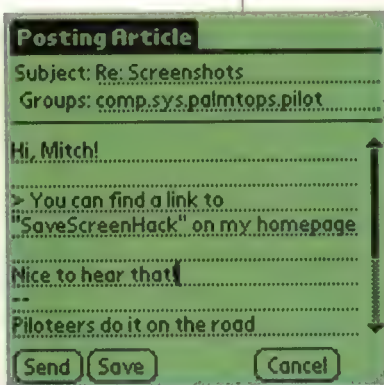 Posting Article
Subject: Re: Screenshots
Groups: comp.sys.palmtops.pilot
Hi, Mitch!
> You can find a link to
"SaveScreenHack" on my homepage
Nice to hear that!
--
Piloteers do it on the road
Send Save Cancel